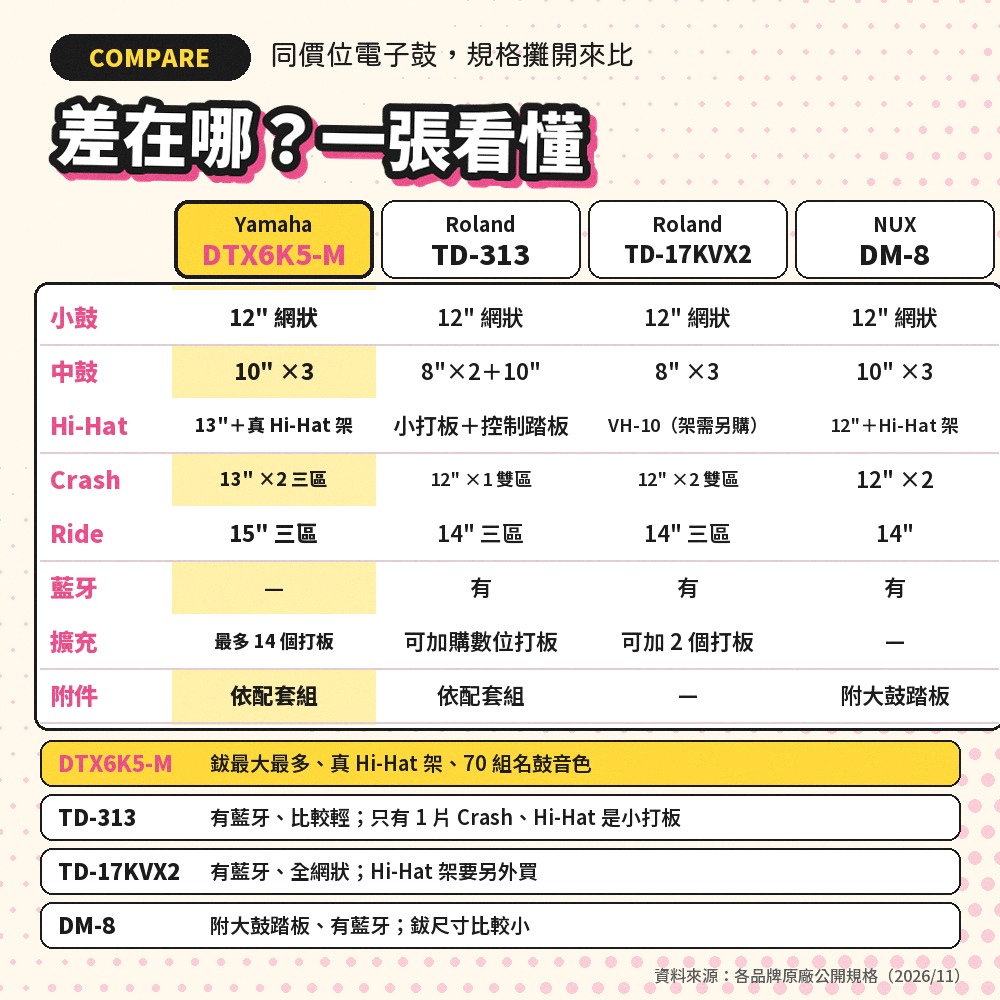 COMPARE 同價位電子鼓，規格攤開來比
差在哪？一張看懂
Yamaha DTX6K5-M Roland TD-313 Roland TD-17KVX2 NUX DM-8
小鼓 12" 網狀 12" 網狀 12" 網狀 12" 網狀
中鼓 10" ×3 8"×2＋10" 8" ×3 10" ×3
Hi-Hat 13"＋真 Hi-Hat 架 小打板＋控制踏板 VH-10（架需另購） 12"＋Hi-Hat 架
Crash 13" ×2 三區 12" ×1 雙區 12" ×2 雙區 12" ×2
Ride 15" 三區 14" 三區 14" 三區 14"
藍牙 — 有 有 有
擴充 最多 14 個打板 可加購數位打板 可加 2 個打板 —
附件 依配套組 依配套組 — 附大鼓踏板
DTX6K5-M 鈸最大最多、真 Hi-Hat 架、70 組名鼓音色
TD-313 有藍牙、比較輕；只有 1 片 Crash、Hi-Hat 是小打板
TD-17KVX2 有藍牙、全網狀；Hi-Hat 架要另外買
DM-8 附大鼓踏板、有藍牙；鈸尺寸比較小
資料來源：各品牌原廠公開規格（2026/11）